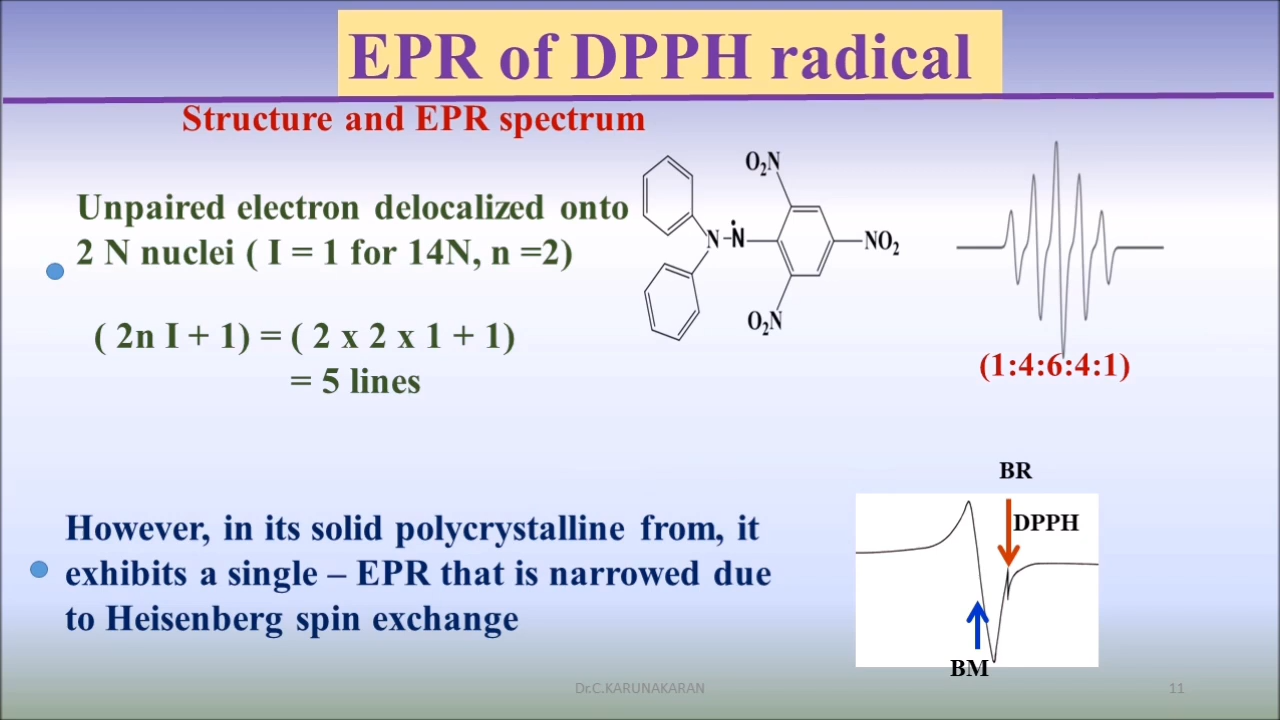 EPR of DPPH radical
Structure and EPR spectrum
Unpaired electron delocalized onto
2 N nuclei ( I = 1 for 14N, n =2)
( 2n I + 1) = ( 2 x 2 x 1 + 1)
= 5 lines
O₂N
N-Ṅ
NO₂
O₂N
(1:4:6:4:1)
However, in its solid polycrystalline from, it
exhibits a single – EPR that is narrowed due
to Heisenberg spin exchange
BR
DPPH
BM
Dr.C.KARUNAKARAN
11